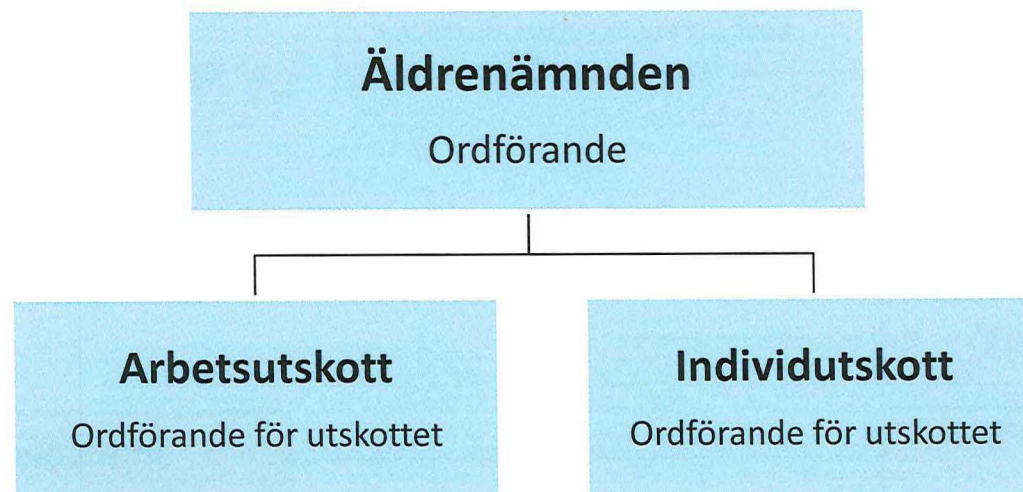 Äldrenämnden
Ordförande
Arbetsutskott
Ordförande för utskottet
Individutskott
Ordförande för utskottet